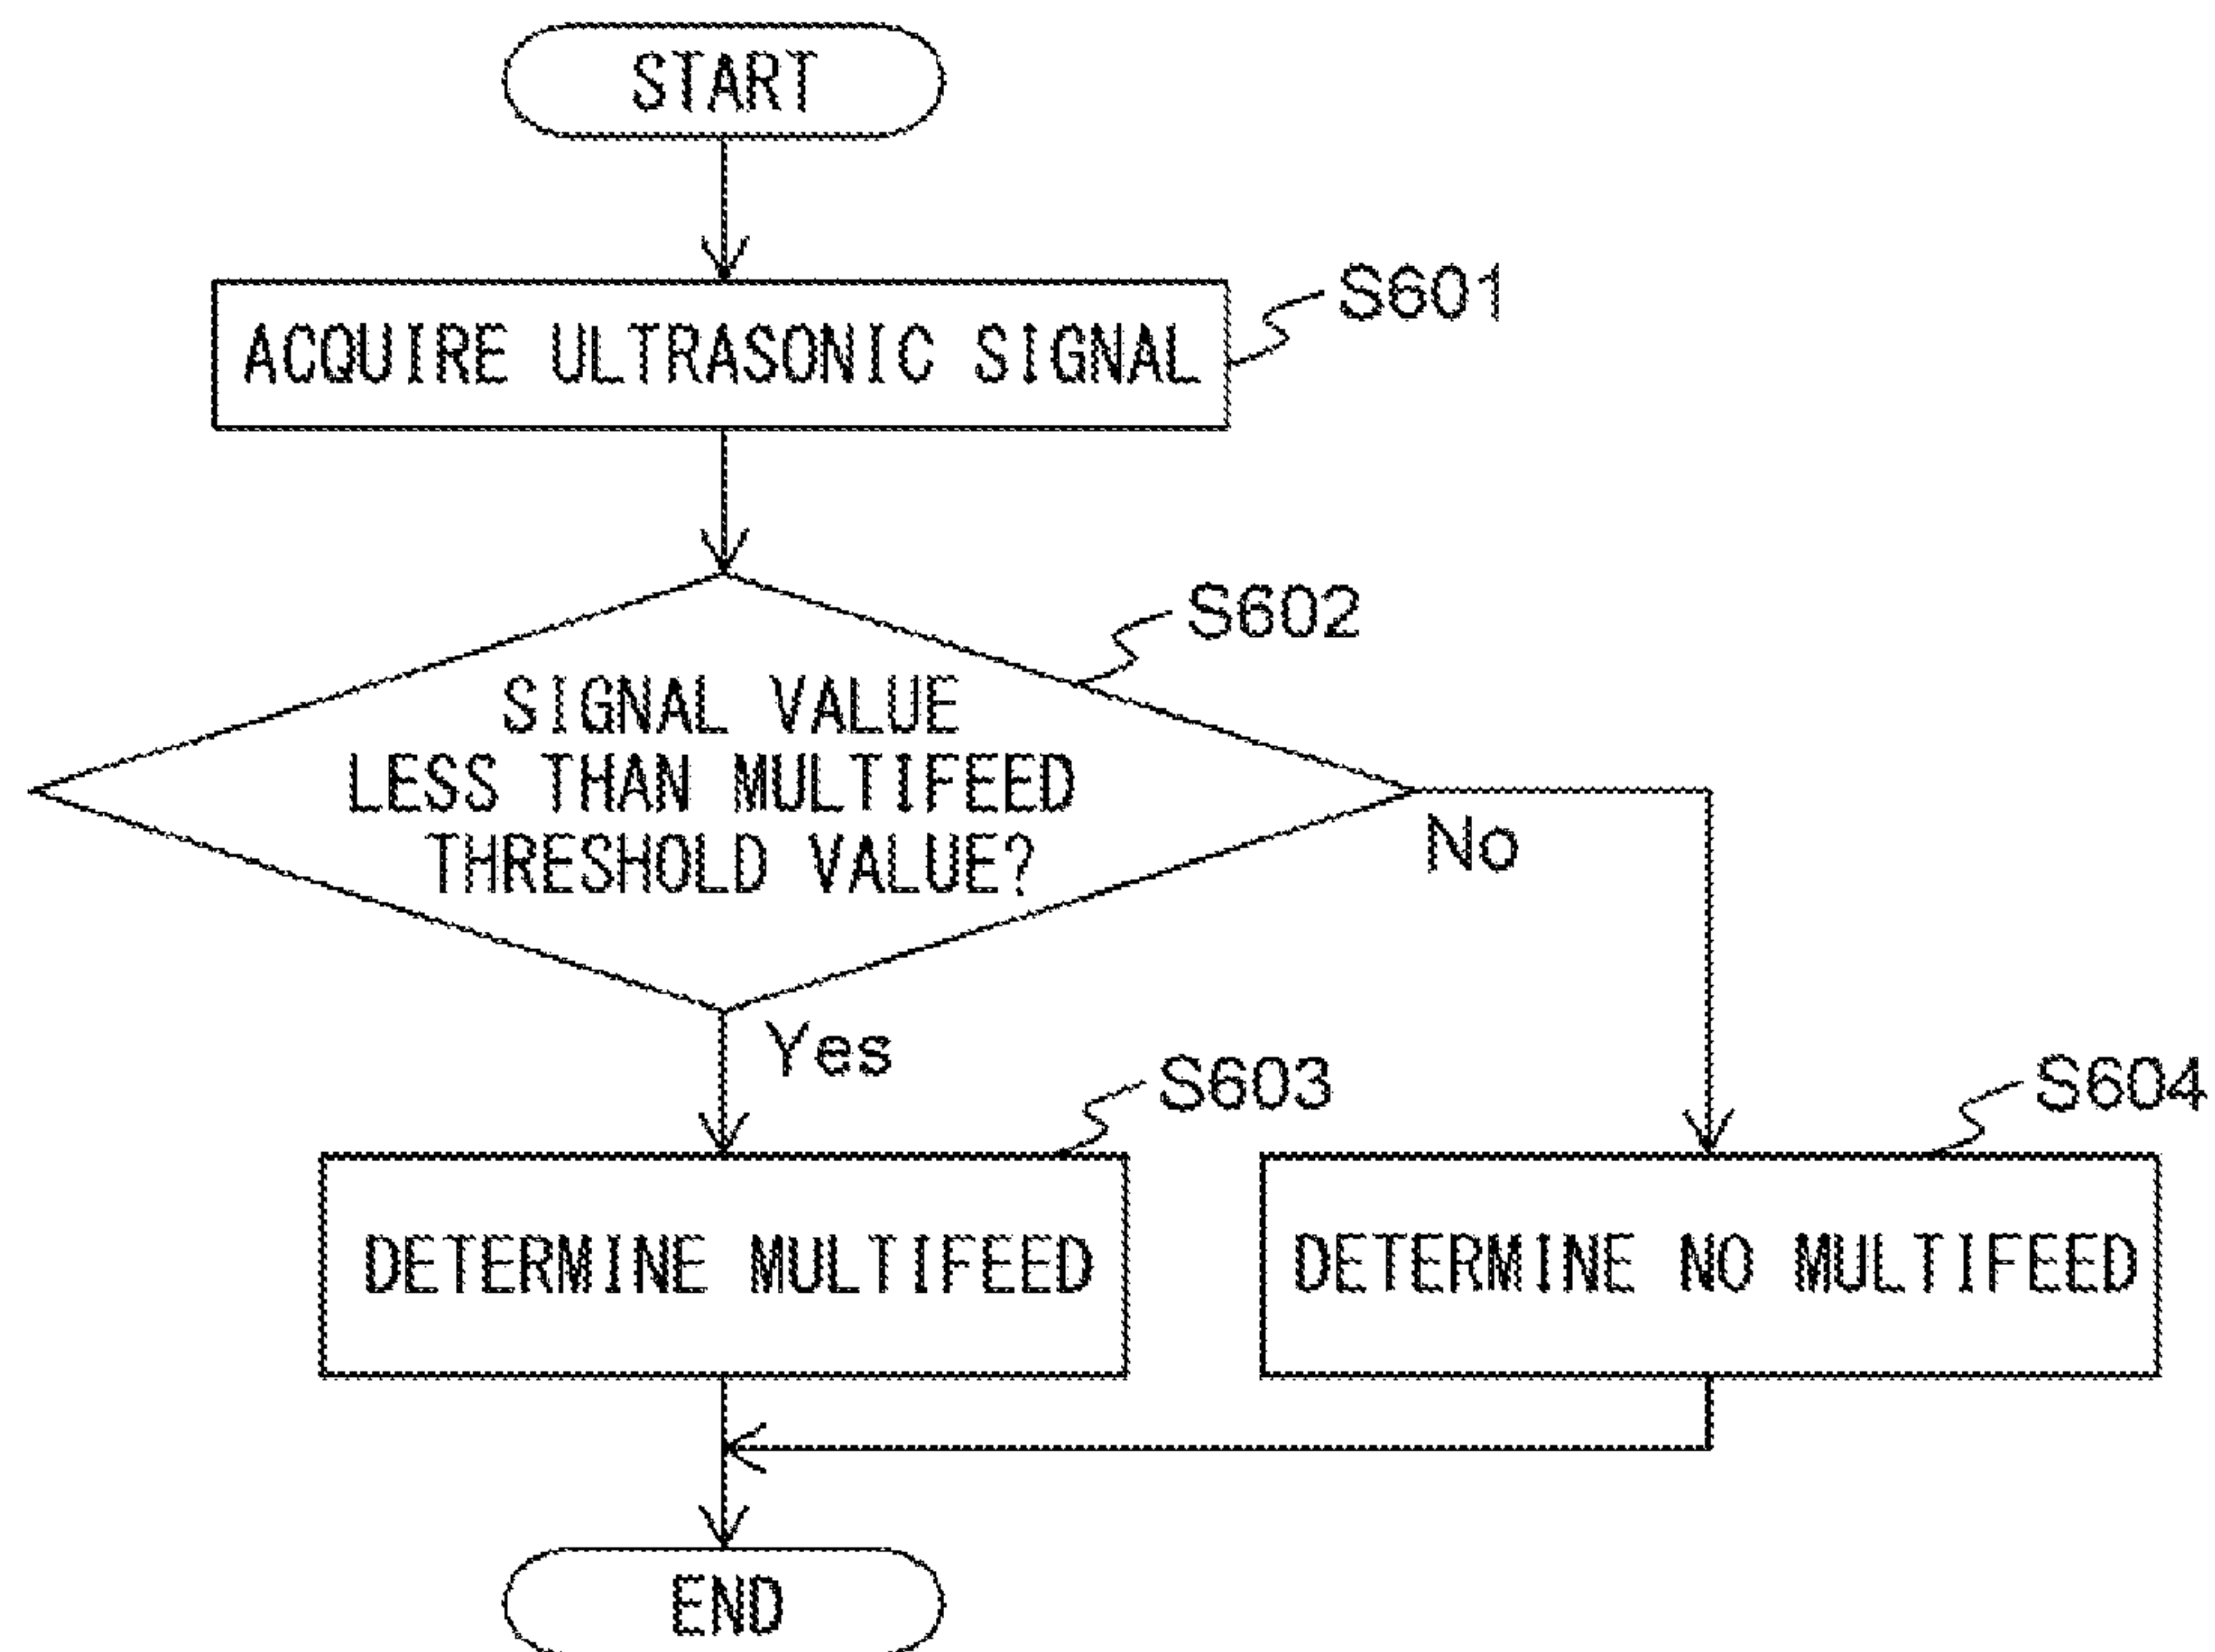 START
ACQUIRE ULTRASONIC SIGNAL
S601
S602
SIGNAL VALUE
LESS THAN MULTIFEED
THRESHOLD VALUE?
No
Yes
S603
S604
DETERMINE MULTIFEED
DETERMINE NO MULTIFEED
END